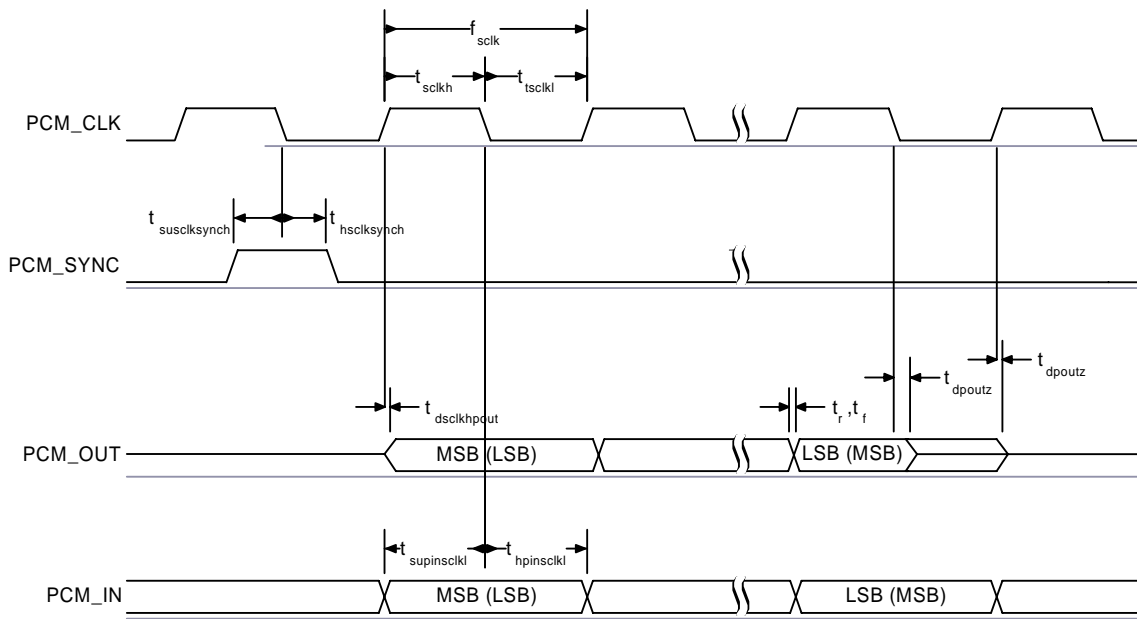 f sclk
t sclkh
t tsclkl
PCM_CLK
t susclksynch
t hsclksynch
PCM_SYNC
t dpoutz
t dpoutz
t dsclkhpout
t r ,t f
PCM_OUT
MSB (LSB)
LSB (MSB)
t supinsclkl
t hpinsclkl
PCM_IN
MSB (LSB)
LSB (MSB)